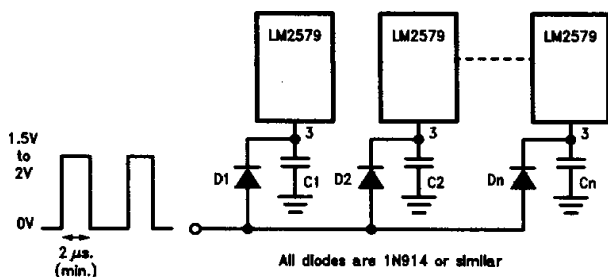 LM2579
LM2579
LM2579
3
3
3
1.5V
to
2V
D1
C1
D2
C2
Dn
Cn
0V
2 μs.
(min.)
All diodes are 1N914 or similar